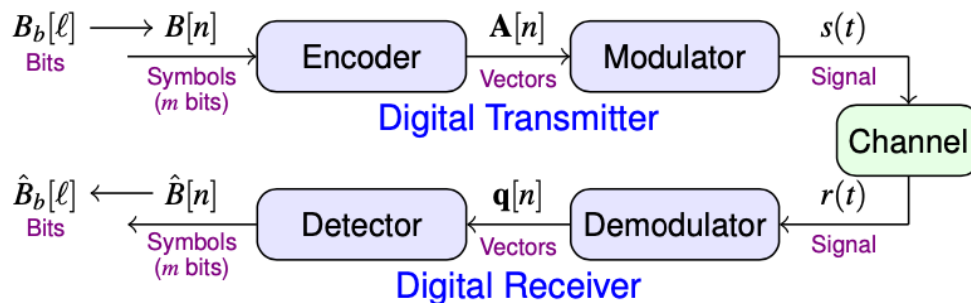 B_b[ℓ] → B[n] Encoder A[n] Modulator s(t)
Bits Symbols Vectors Signal
(m bits)
Digital Transmitter
Channel
B̂_b[ℓ] ← B̂[n] Detector q[n] Demodulator r(t)
Bits Symbols Vectors Signal
(m bits)
Digital Receiver